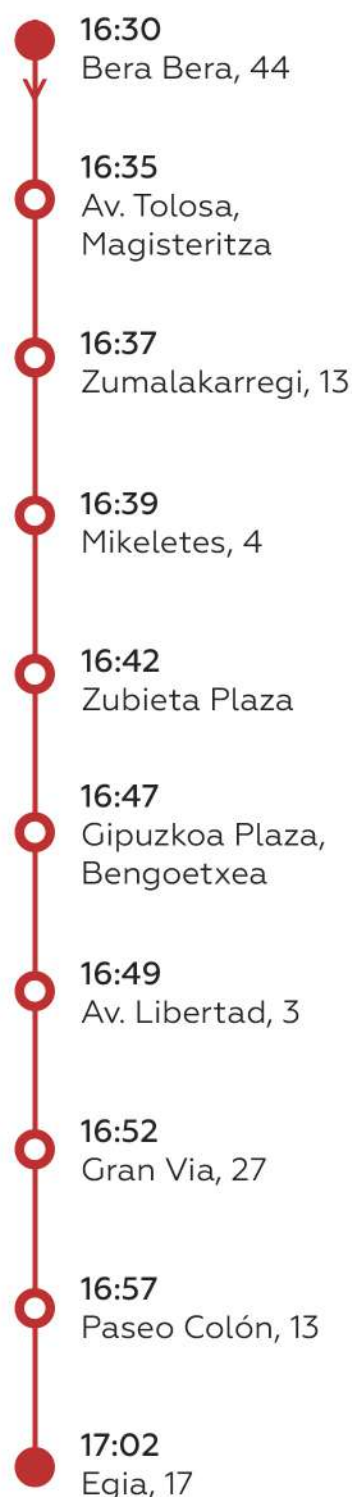 16:30
Bera Bera, 44
16:35
Av. Tolosa,
Magisteritza
16:37
Zumalakarregi, 13
16:39
Mikeletes, 4
16:42
Zubieta Plaza
16:47
Gipuzkoa Plaza,
Bengoetxea
16:49
Av. Libertad, 3
16:52
Gran Via, 27
16:57
Paseo Colón, 13
17:02
Egia, 17